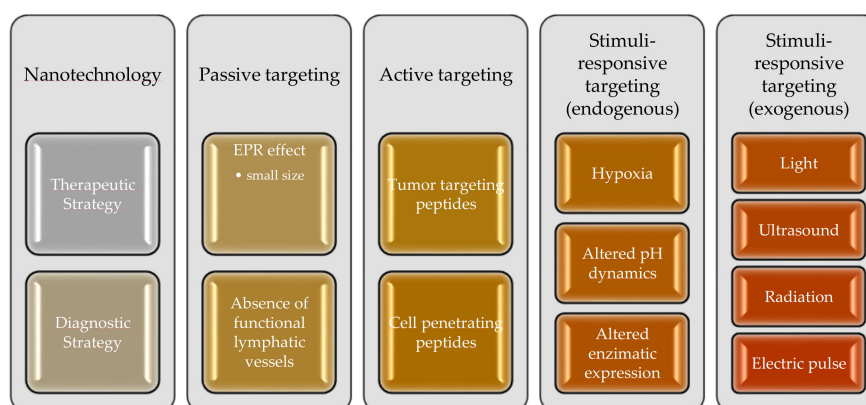 Nanotechnology
Therapeutic
Strategy
Diagnostic
Strategy
Passive targeting
EPR effect
• small size
Absence of
functional
lymphatic
vessels
Active targeting
Tumor targeting
peptides
Cell penetrating
peptides
Stimuli-
responsive
targeting
(endogenous)
Hypoxia
Altered pH
dynamics
Altered
enzimatic
expression
Stimuli-
responsive
targeting
(exogenous)
Light
Ultrasound
Radiation
Electric pulse